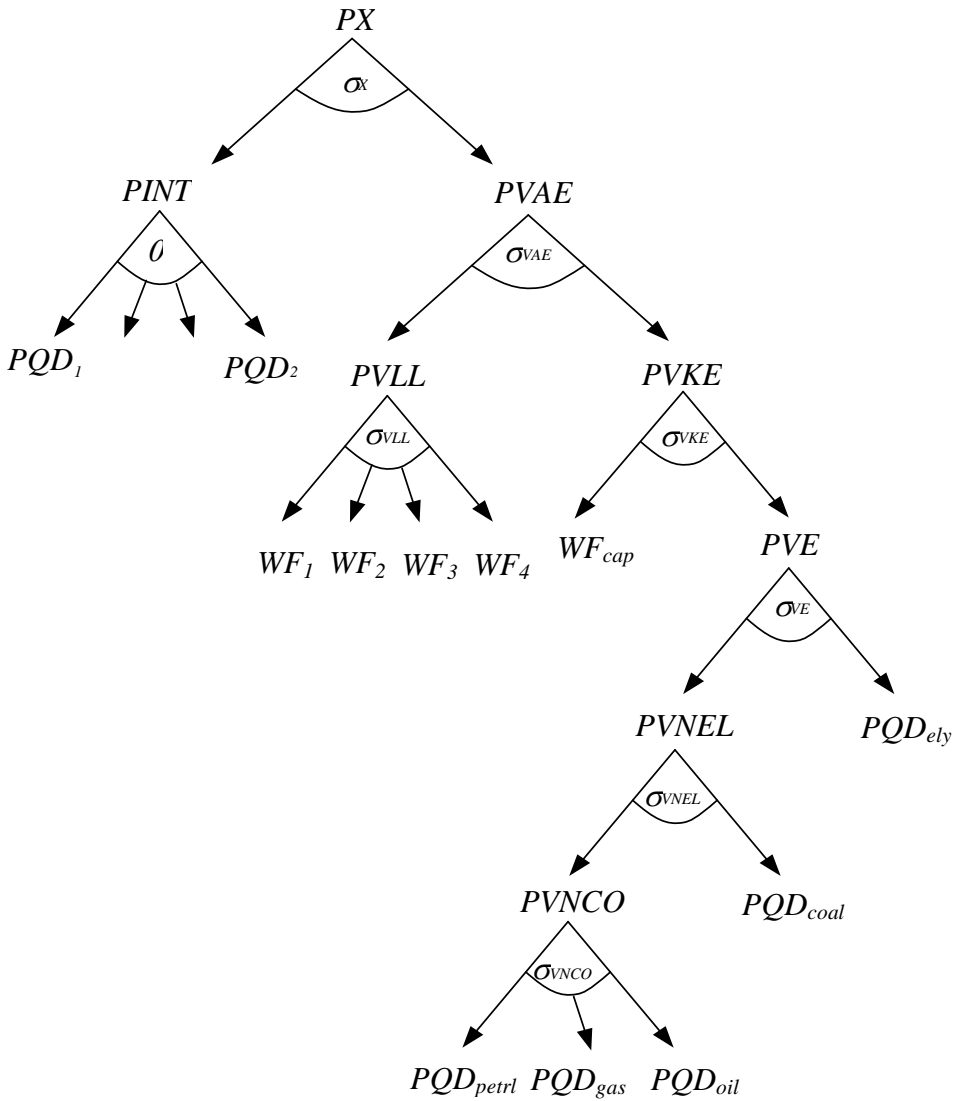 PX
σX
PINT PVAE
0 σVAE
PQD1 PQD2 PVLL PVKE
σVLL σVKE
WF1 WF2 WF3 WF4 WFcap PVE
σVE
PVNEL PQDely
σVNEL
PVNCO PQDcoal
σVNCO
PQDpetrl PQDgas PQDoil